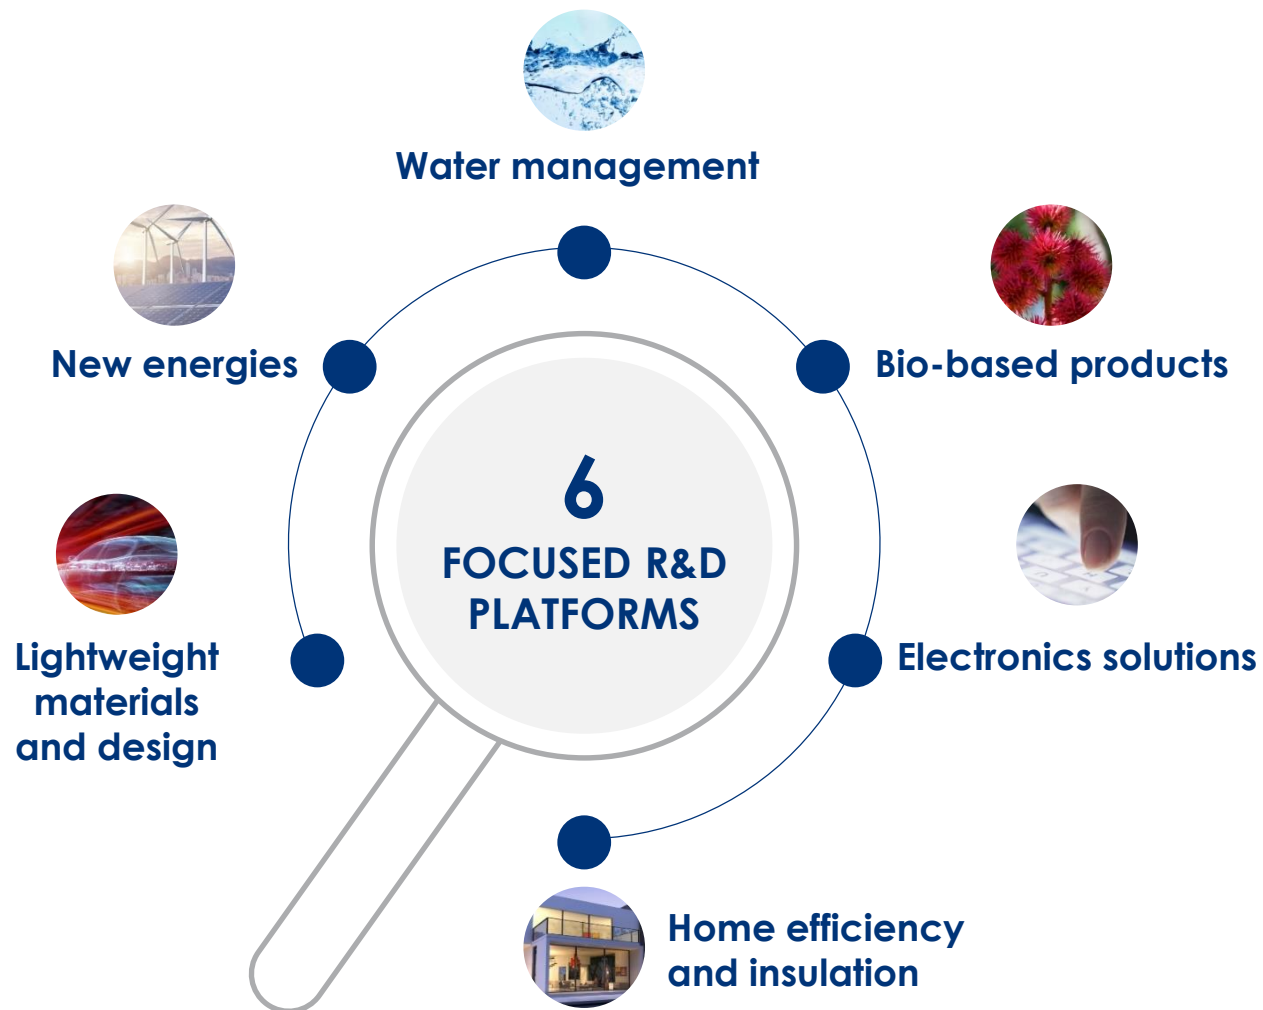 Water management
New energies
Bio-based products
6
FOCUSED R&D
PLATFORMS
Lightweight
materials
and design
Electronics solutions
Home efficiency
and insulation